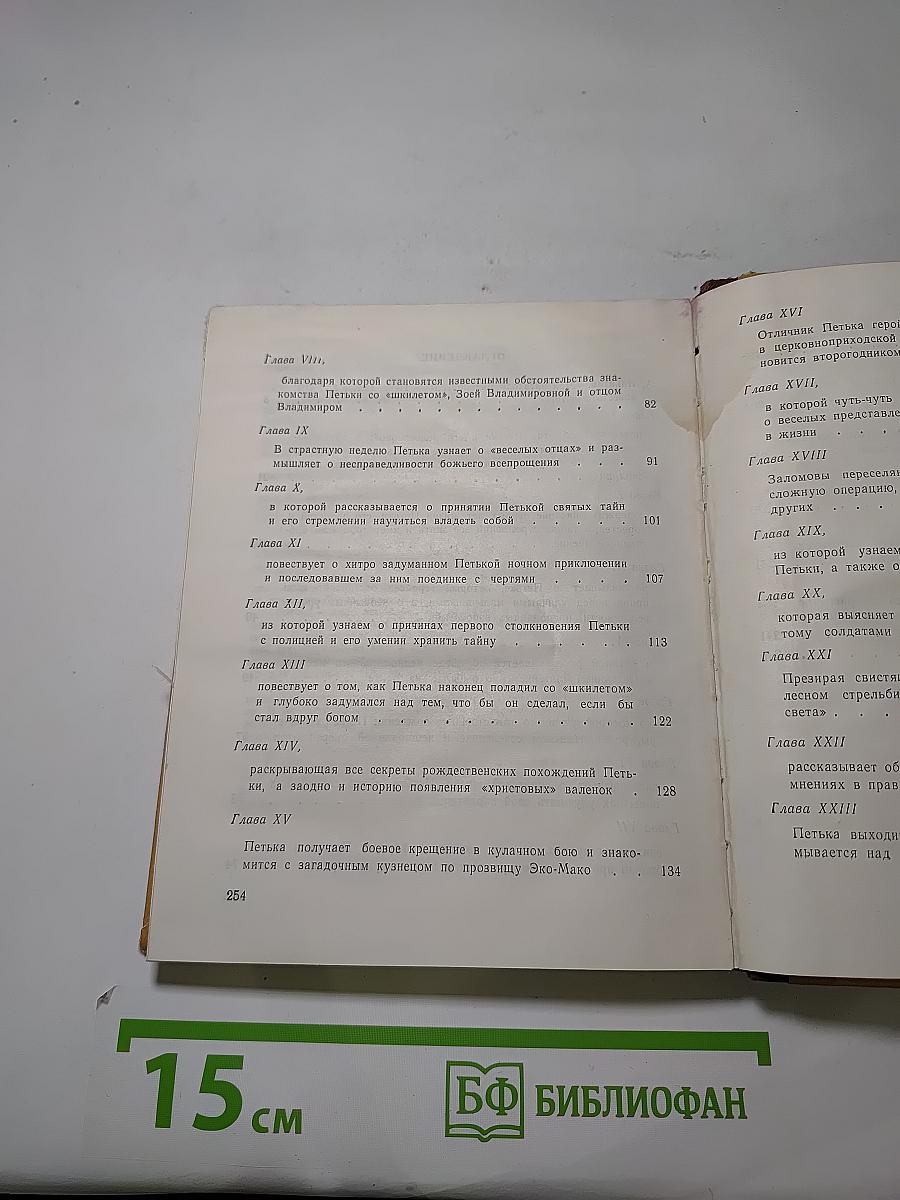 Глава VIII,
благодаря которой становятся известными обстоятельства зна-
комства Петьки со «шкилетом», Зоей Владимировной и отцом
Владимиром . . . . . . . . . . . . . 82
Глава IX
В страстную неделю Петька узнает о «веселых отцах» и раз-
мышляет о несправедливости божьего всепрощения . . . 91
Глава X,
в которой рассказывается о принятии Петькой святых тайн
и его стремлении научиться владеть собой . . . . . 101
Глава XI
повествует о хитро задуманном Петькой ночном приключении
и последовавшем за ним поединке с чертями . . . . 107
Глава XII,
из которой узнаем о причинах первого столкновения Петьки
с полицией и его умении хранить тайну . . . . . . 113
Глава XIII
повествует о том, как Петька наконец поладил со «шкилетом»
и глубоко задумался над тем, что бы он сделал, если бы
стал вдруг богом . . . . . . . . . . . . 122
Глава XIV,
раскрывающая все секреты рождественских похождений Петь-
ки, а заодно и историю появления «христовых» валенок . 128
Глава XV
Петька получает боевое крещение в кулачном бою и знако-
мится с загадочным кузнецом по прозвищу Эко-Мако . . 134
254
Глава XVI
Отличник Петька герой
в церковноприходской
новится второгодником
Глава XVII,
в которой чуть-чуть
о веселых представле
в жизни . . .
Глава XVIII
Заломовы переселяю
сложную операцию,
других . . . .
Глава XIX,
из которой узнаем
Петьки, а также о
Глава XX,
которая выясняет
тому солдатами
Глава XXI
Презирая свистящ
лесном стрельби
света» . . .
Глава XXII
рассказывает об
мнениях в прав
Глава XXIII
Петька выходит
мывается над
15 см
БФ БИБЛИОФАН